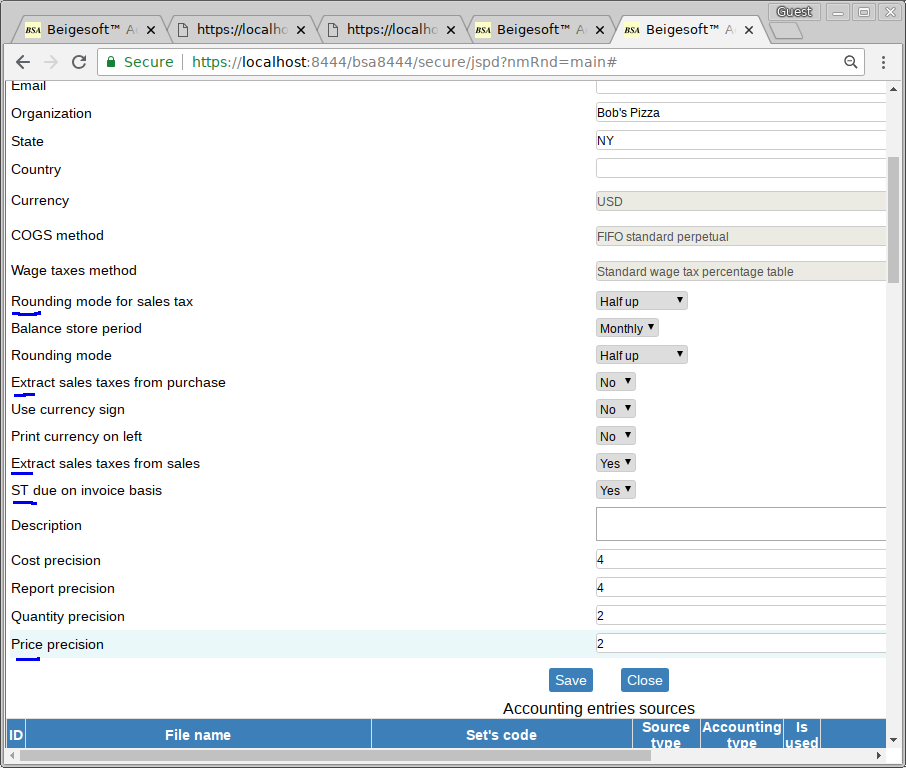 Guest
BSA Beigesoft™ A
https://localho
https://localho
BSA Beigesoft™ A
BSA Beigesoft™ A
Secure https://localhost:8444/bsa8444/secure/jspd?nmRnd=main#
Email
Organization Bob's Pizza
State NY
Country
Currency USD
COGS method FIFO standard perpetual
Wage taxes method Standard wage tax percentage table
Rounding mode for sales tax Half up
Balance store period Monthly
Rounding mode Half up
Extract sales taxes from purchase No
Use currency sign No
Print currency on left No
Extract sales taxes from sales Yes
ST due on invoice basis Yes
Description
Cost precision 4
Report precision 4
Quantity precision 2
Price precision 2
Save Close
Accounting entries sources
ID File name Set's code Source type Accounting type Is used